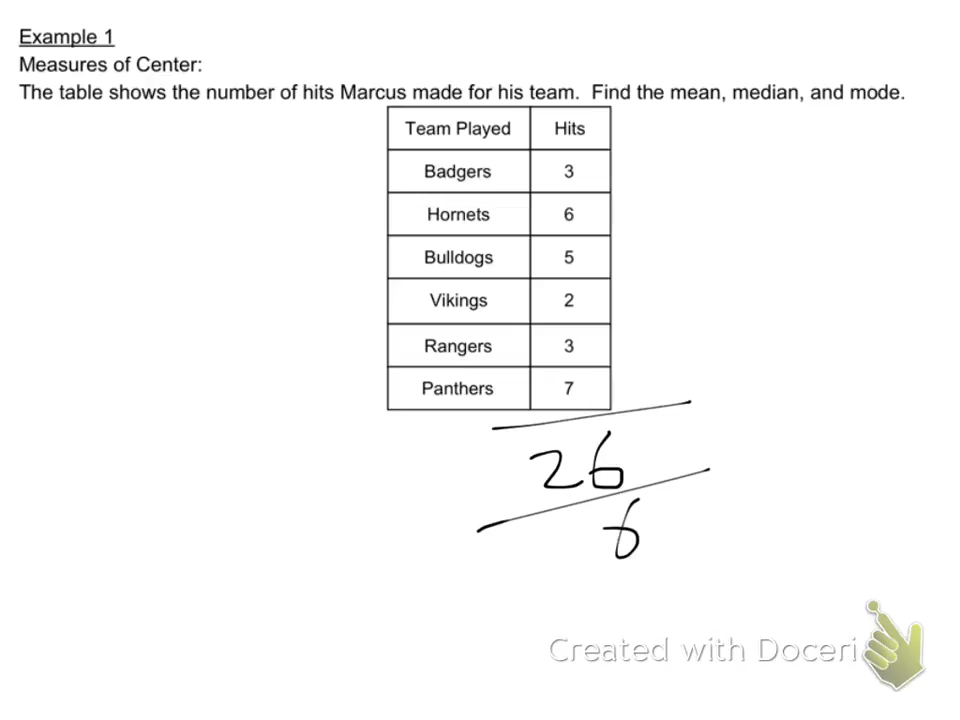 Example 1
Measures of Center:
The table shows the number of hits Marcus made for his team. Find the mean, median, and mode.
Team Played Hits
Badgers 3
Hornets 6
Bulldogs 5
Vikings 2
Rangers 3
Panthers 7
26
6
Created with Doceri